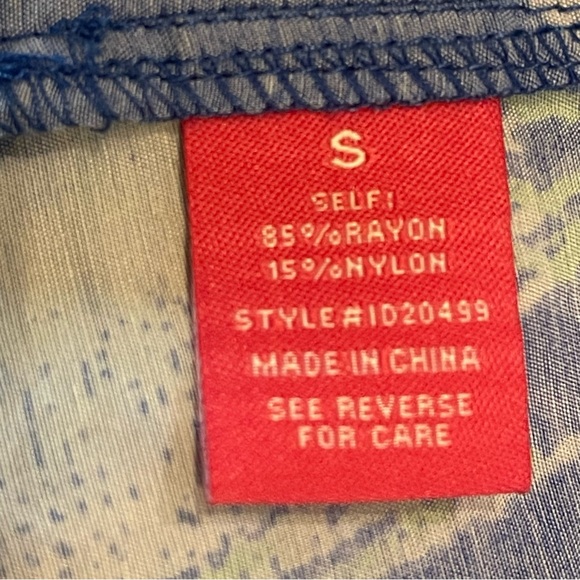 S
SELF:
85%RAYON
15%NYLON
STYLE#ID20499
MADE IN CHINA
SEE REVERSE
FOR CARE